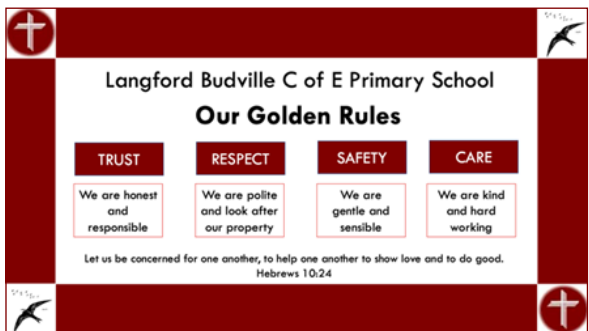 Langford Budville C of E Primary School
Our Golden Rules
TRUST
RESPECT
SAFETY
CARE
We are honest
and
responsible
We are polite
and look after
our property
We are
gentle and
sensible
We are kind
and hard
working
Let us be concerned for one another, to help one another to show love and to do good.
Hebrews 10:24